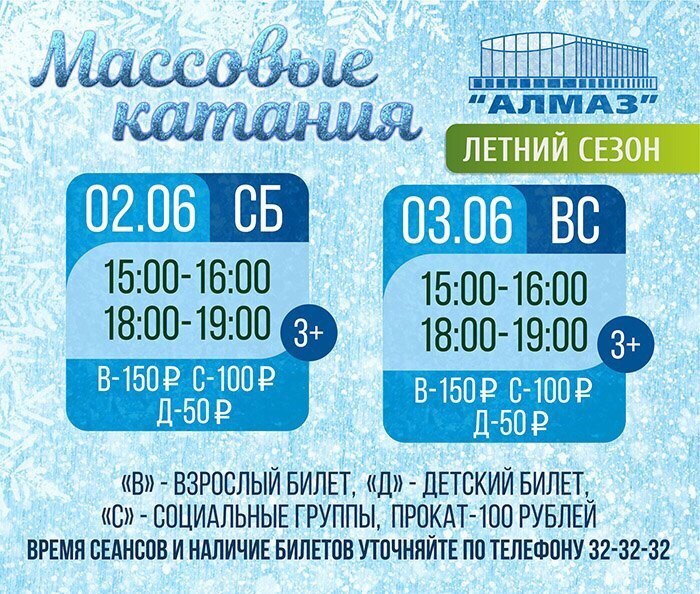 Массовые
катания
"АЛМАЗ"
ЛЕТНИЙ СЕЗОН
02.06 СБ
15:00-16:00
18:00-19:00
3+
В-150 ₽ С-100 ₽
Д-50 ₽
03.06 ВС
15:00-16:00
18:00-19:00
3+
В-150 ₽ С-100 ₽
Д-50 ₽
«В» - ВЗРОСЛЫЙ БИЛЕТ, «Д» - ДЕТСКИЙ БИЛЕТ,
«С» - СОЦИАЛЬНЫЕ ГРУППЫ, ПРОКАТ-100 РУБЛЕЙ
ВРЕМЯ СЕАНСОВ И НАЛИЧИЕ БИЛЕТОВ УТОЧНЯЙТЕ ПО ТЕЛЕФОНУ 32-32-32